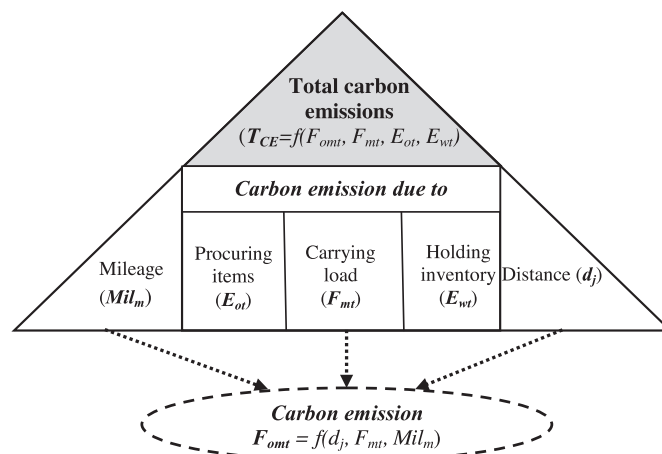 Total carbon
emissions
(T_CE=f(F_omt, F_mt, E_ot, E_wt)
Carbon emission due to
Mileage
(Mil_m)
Procuring
items
(E_ot)
Carrying
load
(F_mt)
Holding
inventory
(E_wt)
Distance (d_j)
Carbon emission
F_omt = f(d_j, F_mt, Mil_m)